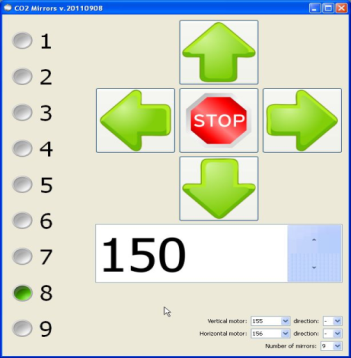 CO2 Mirrors v.20110908
1
2
3
4
5
6
7
8
9
STOP
150
Vertical motor: 155 direction: -
Horizontal motor: 156 direction: -
Number of mirrors: 9